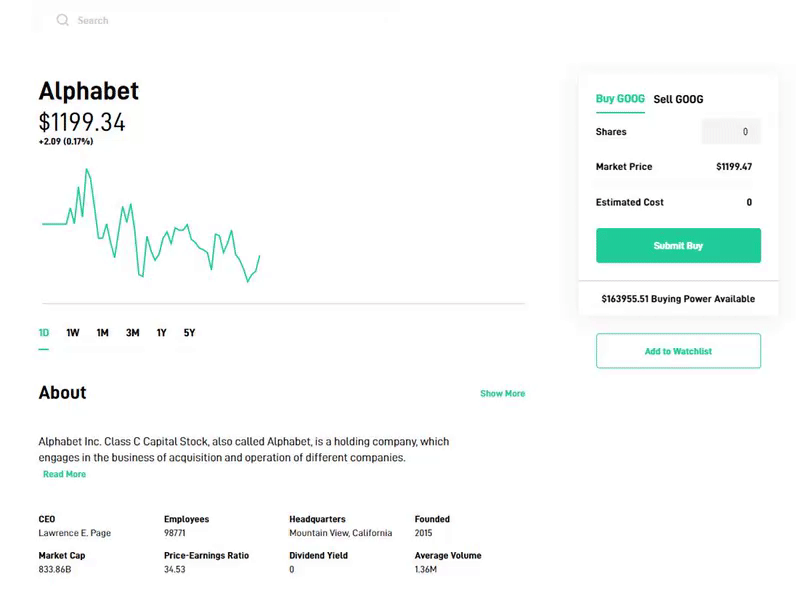 Search
Alphabet
$1199.34
+2.09 (0.17%)
1D 1W 1M 3M 1Y 5Y
About
Show More
Alphabet Inc. Class C Capital Stock, also called Alphabet, is a holding company, which
engages in the business of acquisition and operation of different companies.
Read More
CEO Employees Headquarters Founded
Lawrence E. Page 98771 Mountain View, California 2015
Market Cap Price-Earnings Ratio Dividend Yield Average Volume
833.86B 34.53 0 1.36M
Buy GOOG Sell GOOG
Shares 0
Market Price $1199.47
Estimated Cost 0
Submit Buy
$163955.51 Buying Power Available
Add to Watchlist